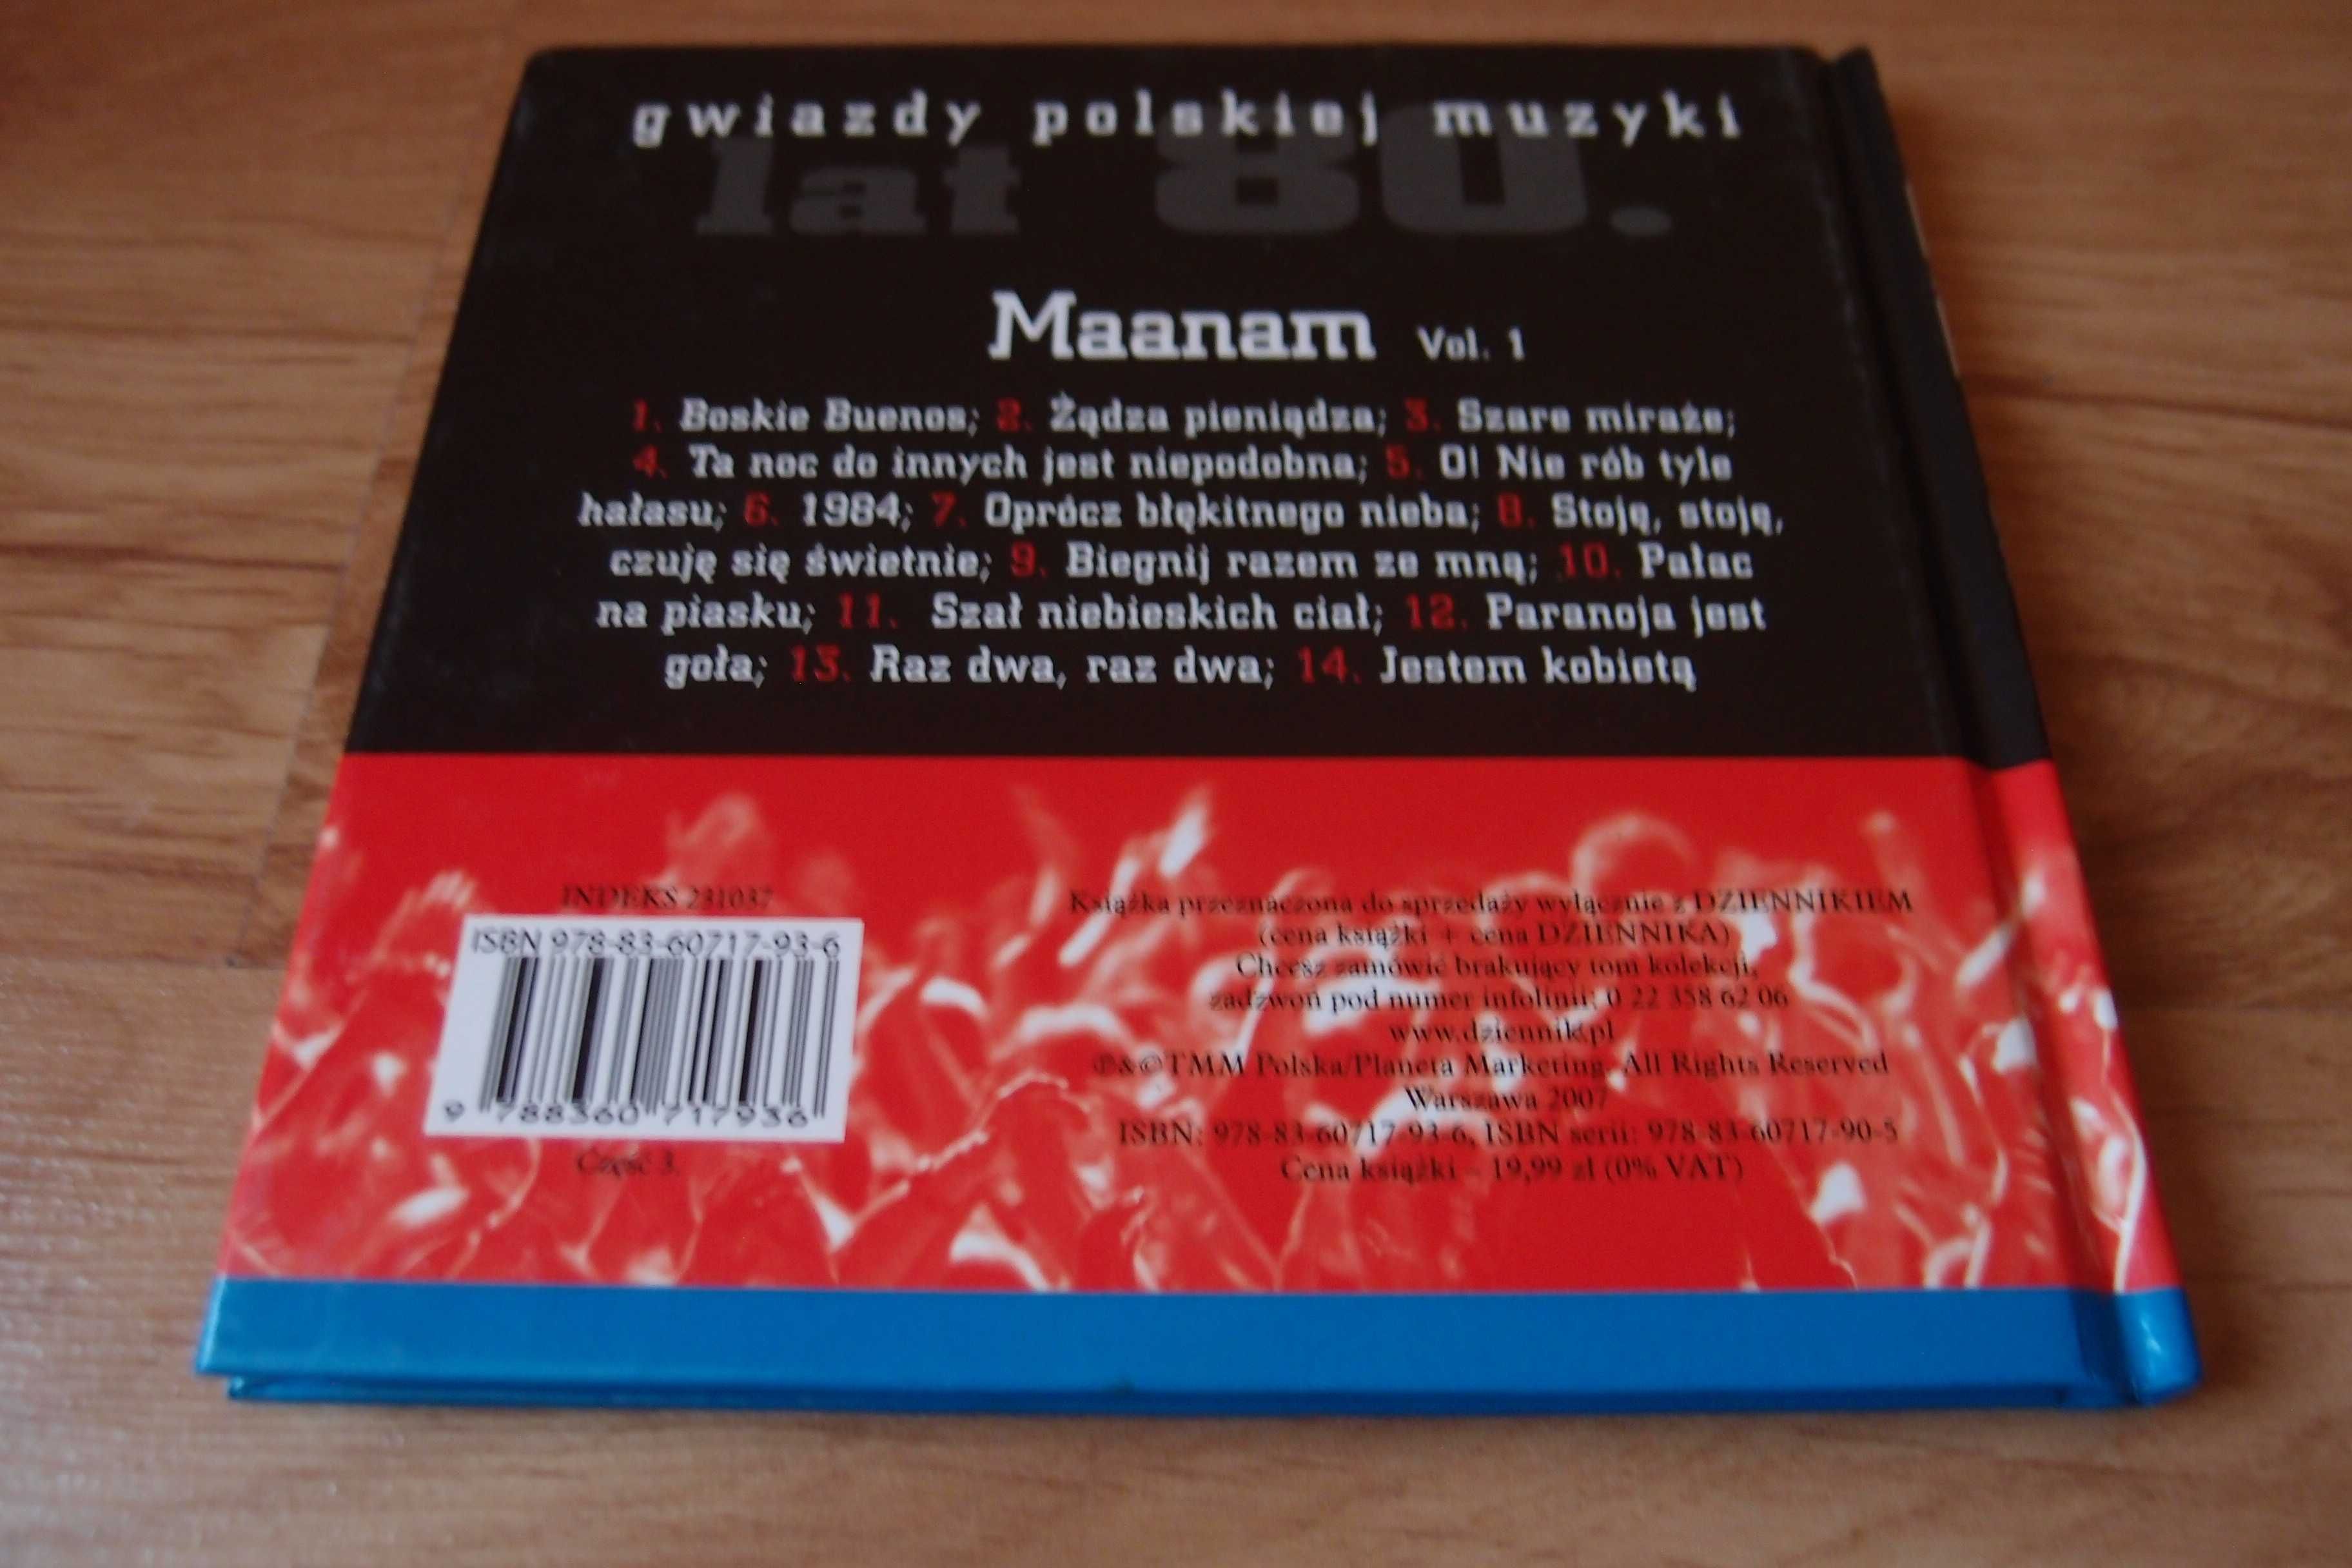 gwiazdy polskiej muzyki
lat 80.
Maanam Vol. 1
1. Boskie Buenos; 2. Żądza pieniądza; 3. Szare miraże;
4. Ta noc do innych jest niepodobna; 5. O! Nie rób tyle
hałasu; 6. 1984; 7. Oprócz błękitnego nieba; 8. Stoję, stoję,
czuję się świetnie; 9. Biegnij razem ze mną; 10. Pałac
na piasku; 11. Szał niebieskich ciał; 12. Paranoja jest
goła; 13. Raz dwa, raz dwa; 14. Jestem kobietą
INDEKS 231037
ISBN 978-83-60717-93-6
9 788360 717936
Część 3.
Książka przeznaczona do sprzedaży wyłącznie z DZIENNIKIEM
(cena książki + cena DZIENNIKA)
Chcesz zamówić brakujący tom kolekcji,
zadzwoń pod numer infolinii: 0 22 358 62 06
www.dziennik.pl
℗&©TMM Polska/Planeta Marketing. All Rights Reserved
Warszawa 2007
ISBN: 978-83-60717-93-6, ISBN serii: 978-83-60717-90-5
Cena książki – 19,99 zł (0% VAT)